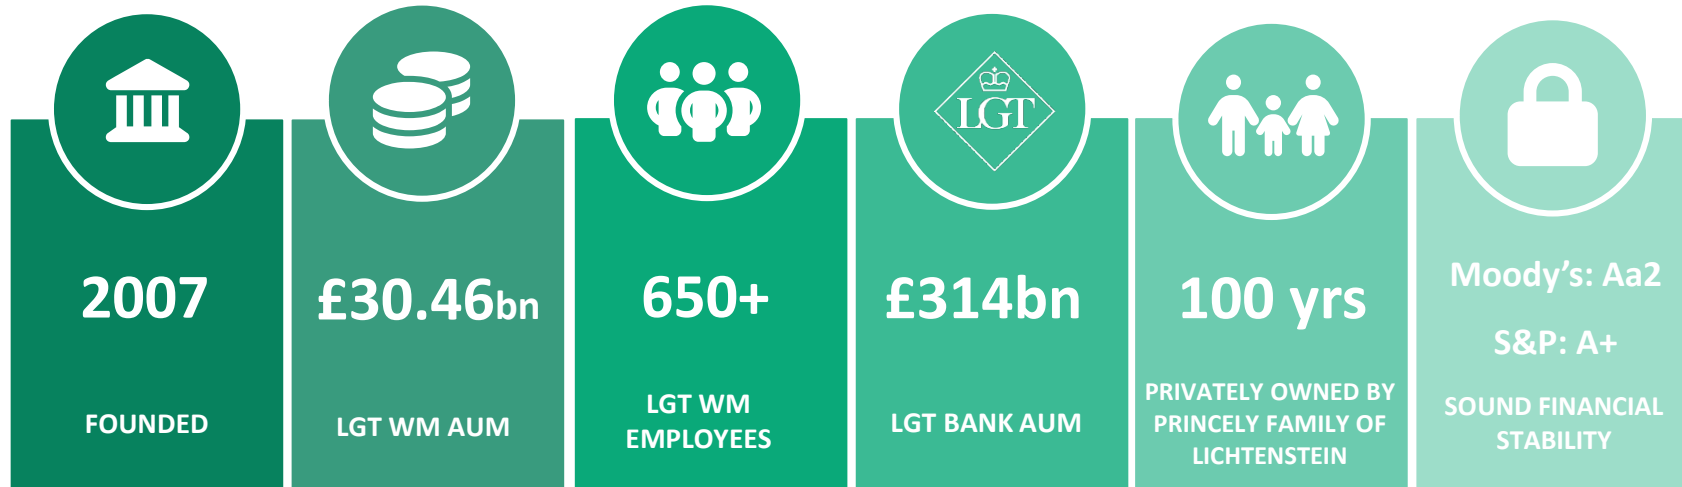 LGT
2007
FOUNDED
£30.46bn
LGT WM AUM
650+
LGT WM
EMPLOYEES
£314bn
LGT BANK AUM
100 yrs
PRIVATELY OWNED BY
PRINCELY FAMILY OF
LICHTENSTEIN
Moody’s: Aa2
S&P: A+
SOUND FINANCIAL
STABILITY